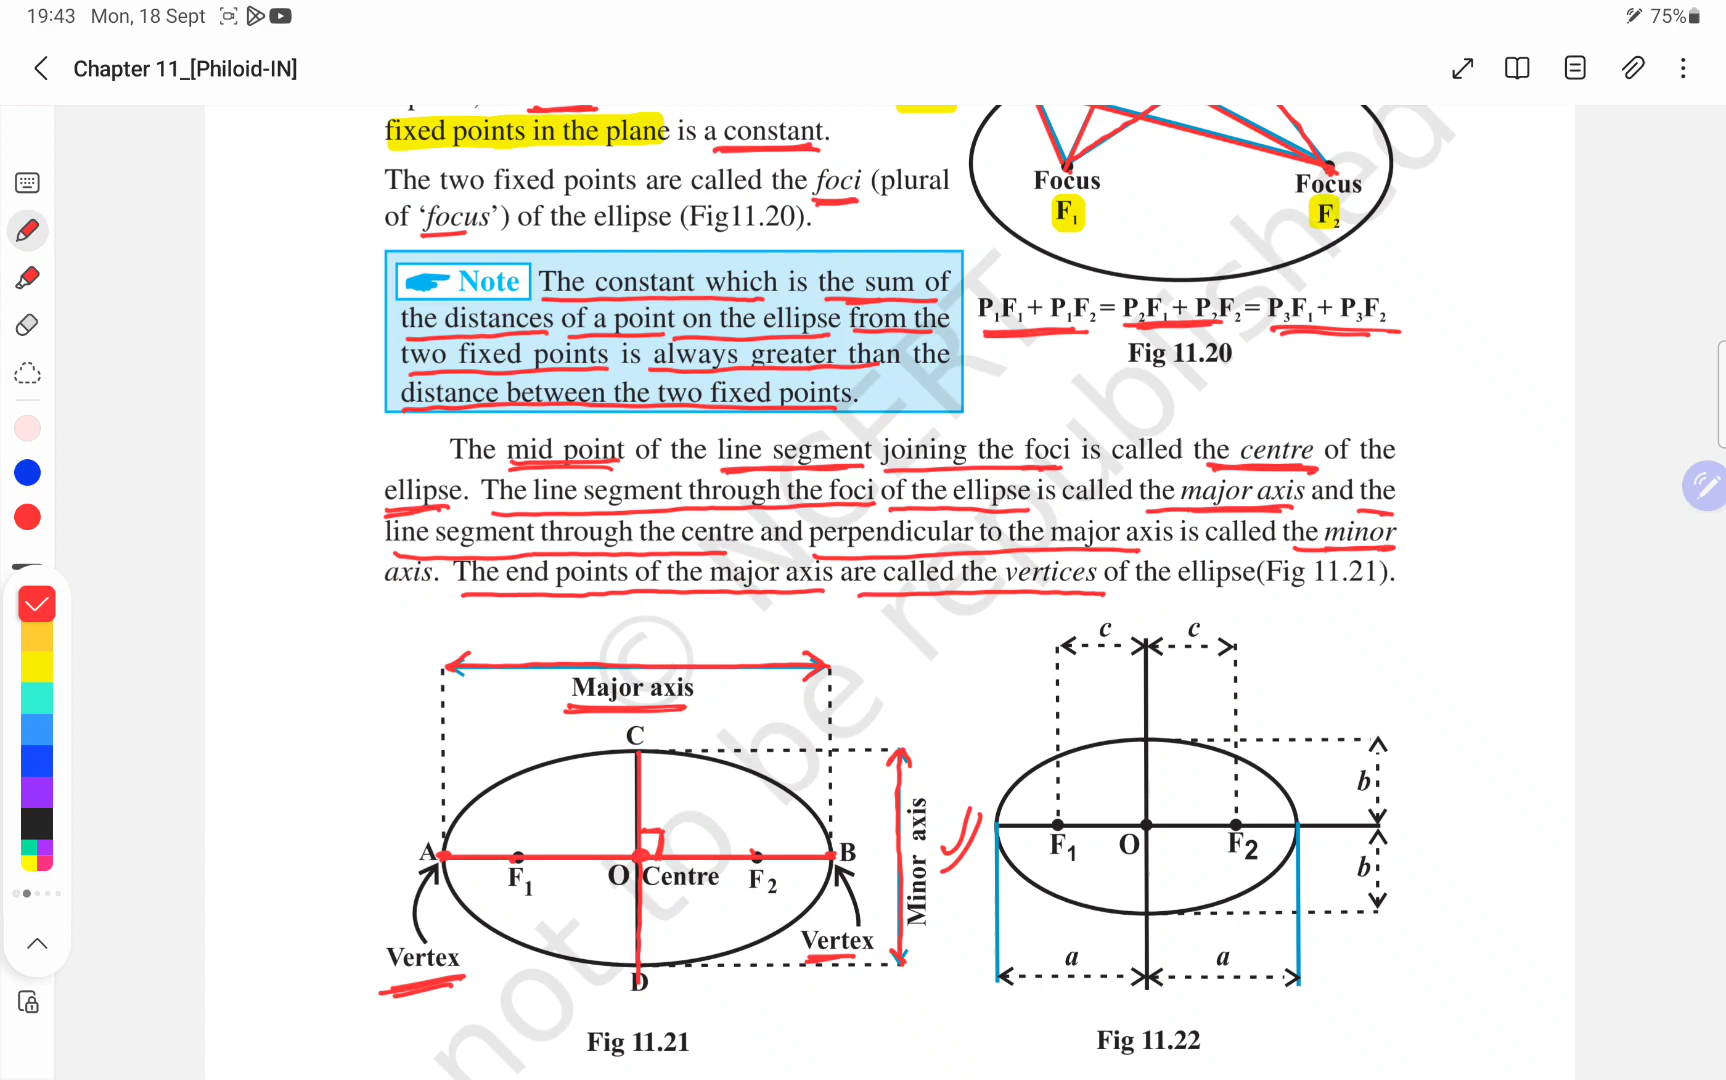 19:43 Mon, 18 Sept
75%
Chapter 11_[Philoid-IN]
fixed points in the plane is a constant.
The two fixed points are called the foci (plural
of ‘focus’) of the ellipse (Fig11.20).
Note The constant which is the sum of
the distances of a point on the ellipse from the
two fixed points is always greater than the
distance between the two fixed points.
Focus
F₁
Focus
F₂
P₁F₁ + P₁F₂ = P₂F₁ + P₂F₂ = P₃F₁ + P₃F₂
Fig 11.20
The mid point of the line segment joining the foci is called the centre of the
ellipse. The line segment through the foci of the ellipse is called the major axis and the
line segment through the centre and perpendicular to the major axis is called the minor
axis. The end points of the major axis are called the vertices of the ellipse(Fig 11.21).
Major axis
C
A
B
F₁
O
Centre
F₂
Vertex
Vertex
Minor axis
D
Fig 11.21
c
c
b
F₁
O
F₂
b
a
a
Fig 11.22
© NCERT
not to be republished